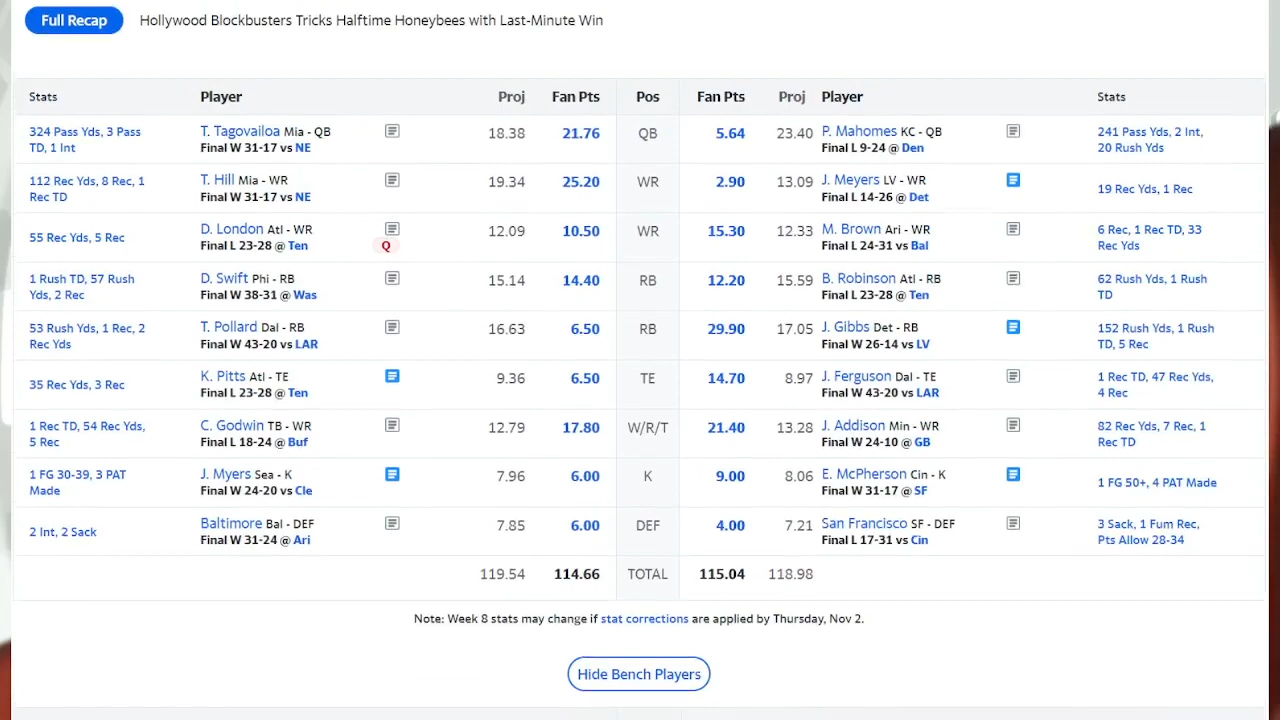 Full Recap Hollywood Blockbusters Tricks Halftime Honeybees with Last-Minute Win
Stats Player Proj Fan Pts Pos Fan Pts Proj Player Stats
324 Pass Yds, 3 Pass TD, 1 Int T. Tagovailoa Mia - QB Final W 31-17 vs NE 18.38 21.76 QB 5.64 23.40 P. Mahomes KC - QB Final L 9-24 @ Den 241 Pass Yds, 2 Int, 20 Rush Yds
112 Rec Yds, 8 Rec, 1 Rec TD T. Hill Mia - WR Final W 31-17 vs NE 19.34 25.20 WR 2.90 13.09 J. Meyers LV - WR Final L 14-26 @ Det 19 Rec Yds, 1 Rec
55 Rec Yds, 5 Rec D. London Atl - WR Final L 23-28 @ Ten Q 12.09 10.50 WR 15.30 12.33 M. Brown Ari - WR Final L 24-31 vs Bal 6 Rec, 1 Rec TD, 33 Rec Yds
1 Rush TD, 57 Rush Yds, 2 Rec D. Swift Phi - RB Final W 38-31 @ Was 15.14 14.40 RB 12.20 15.59 B. Robinson Atl - RB Final L 23-28 @ Ten 62 Rush Yds, 1 Rush TD
53 Rush Yds, 1 Rec, 2 Rec Yds T. Pollard Dal - RB Final W 43-20 vs LAR 16.63 6.50 RB 29.90 17.05 J. Gibbs Det - RB Final W 26-14 vs LV 152 Rush Yds, 1 Rush TD, 5 Rec
35 Rec Yds, 3 Rec K. Pitts Atl - TE Final L 23-28 @ Ten 9.36 6.50 TE 14.70 8.97 J. Ferguson Dal - TE Final W 43-20 vs LAR 1 Rec TD, 47 Rec Yds, 4 Rec
1 Rec TD, 54 Rec Yds, 5 Rec C. Godwin TB - WR Final L 18-24 @ Buf 12.79 17.80 W/R/T 21.40 13.28 J. Addison Min - WR Final W 24-10 @ GB 82 Rec Yds, 7 Rec, 1 Rec TD
1 FG 30-39, 3 PAT Made J. Myers Sea - K Final W 24-20 vs Cle 7.96 6.00 K 9.00 8.06 E. McPherson Cin - K Final W 31-17 @ SF 1 FG 50+, 4 PAT Made
2 Int, 2 Sack Baltimore Bal - DEF Final W 31-24 @ Ari 7.85 6.00 DEF 4.00 7.21 San Francisco SF - DEF Final L 17-31 vs Cin 3 Sack, 1 Fum Rec, Pts Allow 28-34
119.54 114.66 TOTAL 115.04 118.98
Note: Week 8 stats may change if stat corrections are applied by Thursday, Nov 2.
Hide Bench Players